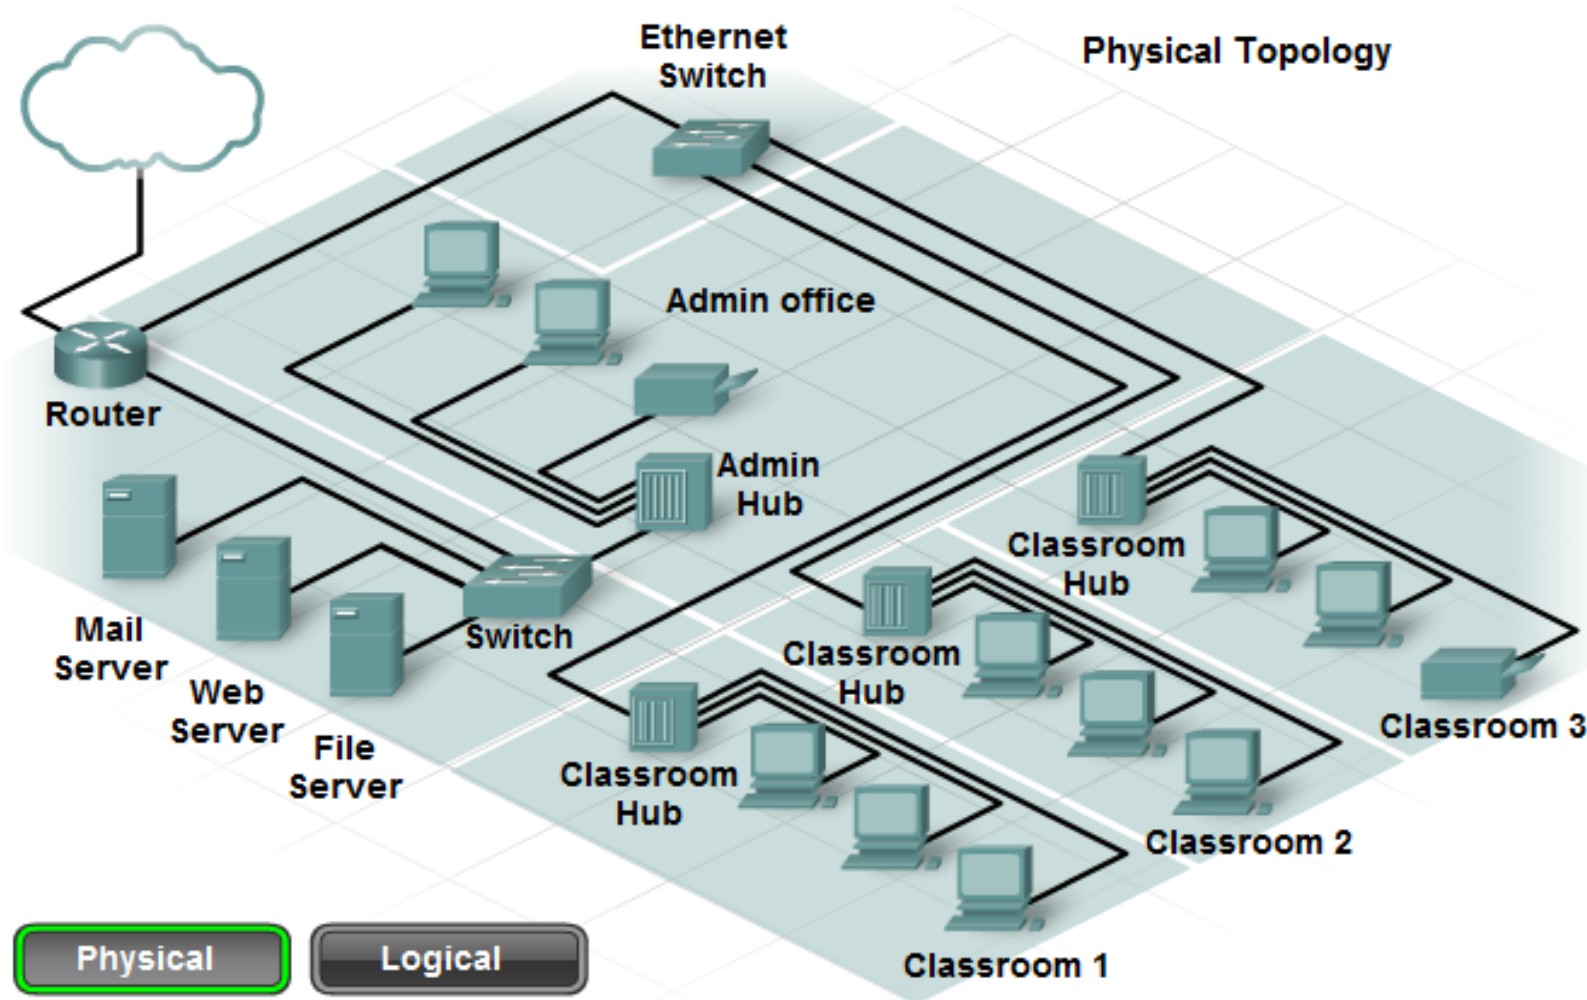 Ethernet
Switch
Physical Topology
Admin office
Router
Admin
Hub
Classroom
Hub
Mail
Server
Switch
Classroom
Hub
Web
Server
File
Server
Classroom
Hub
Classroom 3
Classroom 2
Classroom 1
Physical
Logical